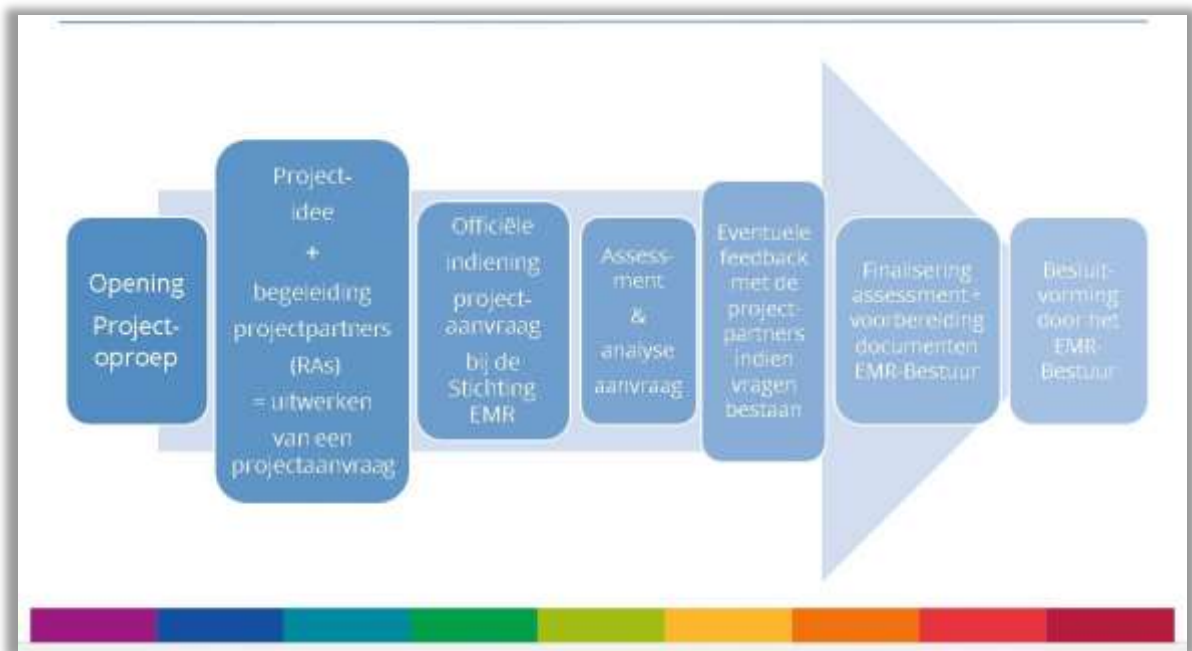 Opening
Project-
oproep
Project-
idee
+
begeleiding
projectpartners
(RAs)
= uitwerken
van een
projectaanvraag
Officiële
indiening
project-
aanvraag
bij de
Stichting
EMR
Assess-
ment
&
analyse
aanvraag
Eventuele
feedback
met de
project-
partners
indien
vragen
bestaan
Finalisering
assessment +
voorbereiding
documenten
EMR-Bestuur
Besluit-
vorming
door het
EMR-
Bestuur